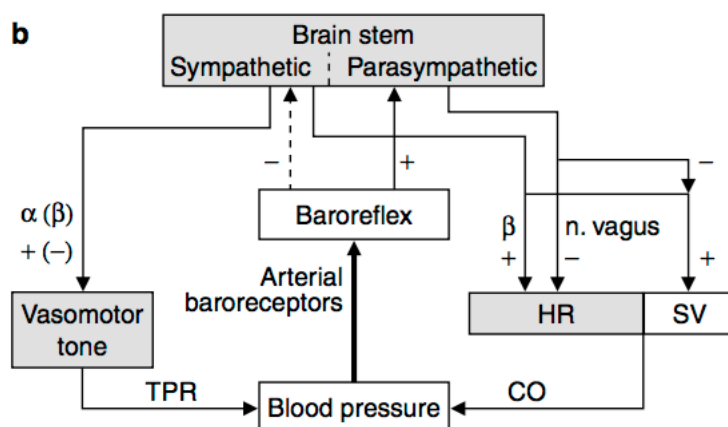 b
Brain stem
Sympathetic Parasympathetic
− + −
α (β)
+ (−)
Baroreflex
β n. vagus
+ − +
Arterial
baroreceptors
Vasomotor
tone
HR SV
TPR CO
Blood pressure